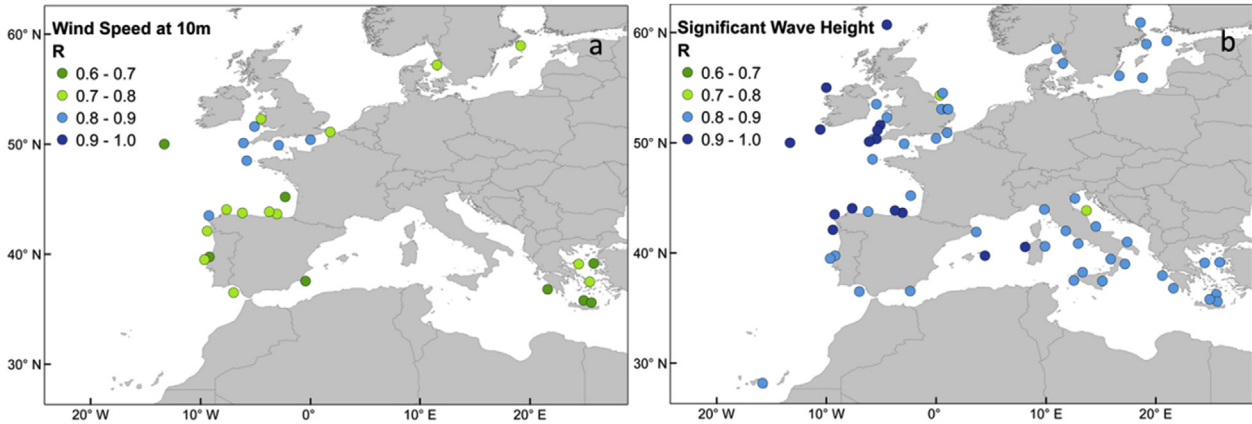 Wind Speed at 10m
R
0.6 - 0.7
0.7 - 0.8
0.8 - 0.9
0.9 - 1.0
a
60° N
50° N
40° N
30° N
20° W
10° W
0°
10° E
20° E
Significant Wave Height
R
0.6 - 0.7
0.7 - 0.8
0.8 - 0.9
0.9 - 1.0
b
60° N
50° N
40° N
30° N
20° W
10° W
0°
10° E
20° E